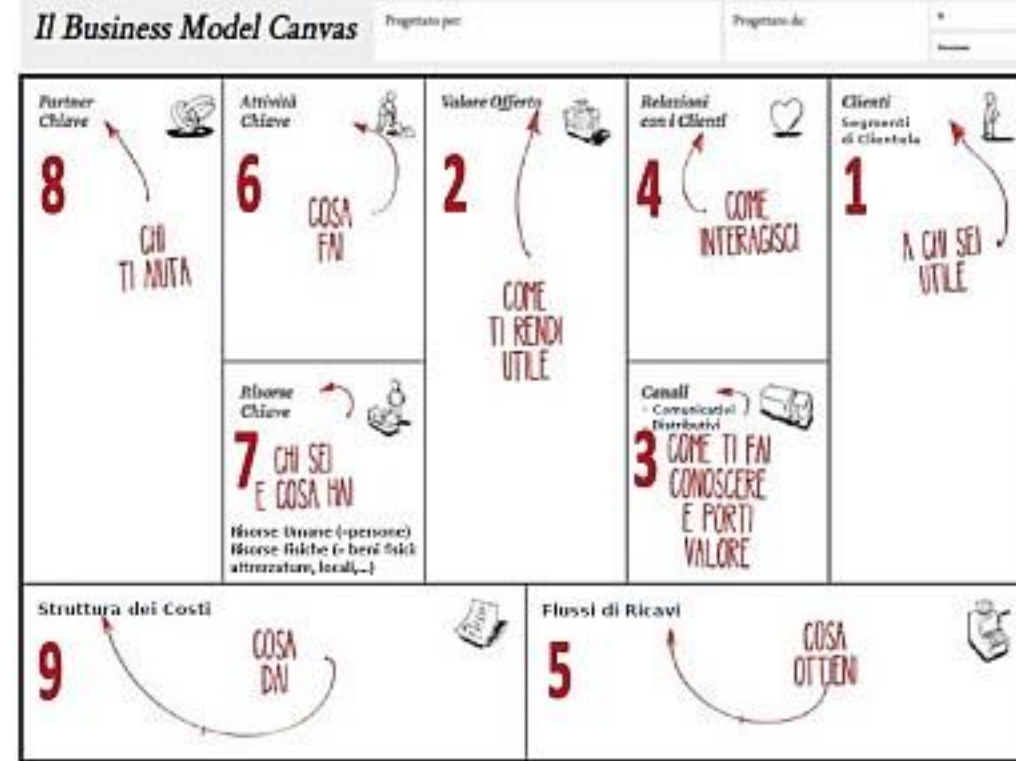 Il Business Model Canvas
Progettato per:
Progettato da:
Partner
Chiave
8
CHI
TI AIUTA
Attività
Chiave
6
COSA
FAI
Valore Offerto
2
COME
TI RENDI
UTILE
Relazioni
con i Clienti
4
COME
INTERAGISCI
Clienti
Segmenti
di Clientela
1
A CHI SEI
UTILE
Risorse
Chiave
7
CHI SEI
E COSA HAI
Risorse Umane (=persone)
Risorse Fisiche (= beni fisici:
attrezzature, locali,...)
Canali
- Comunicativi
Distributivi
3
COME TI FAI
CONOSCERE
E PORTI
VALORE
Struttura dei Costi
9
COSA
DAI
Flussi di Ricavi
5
COSA
OTTIENI